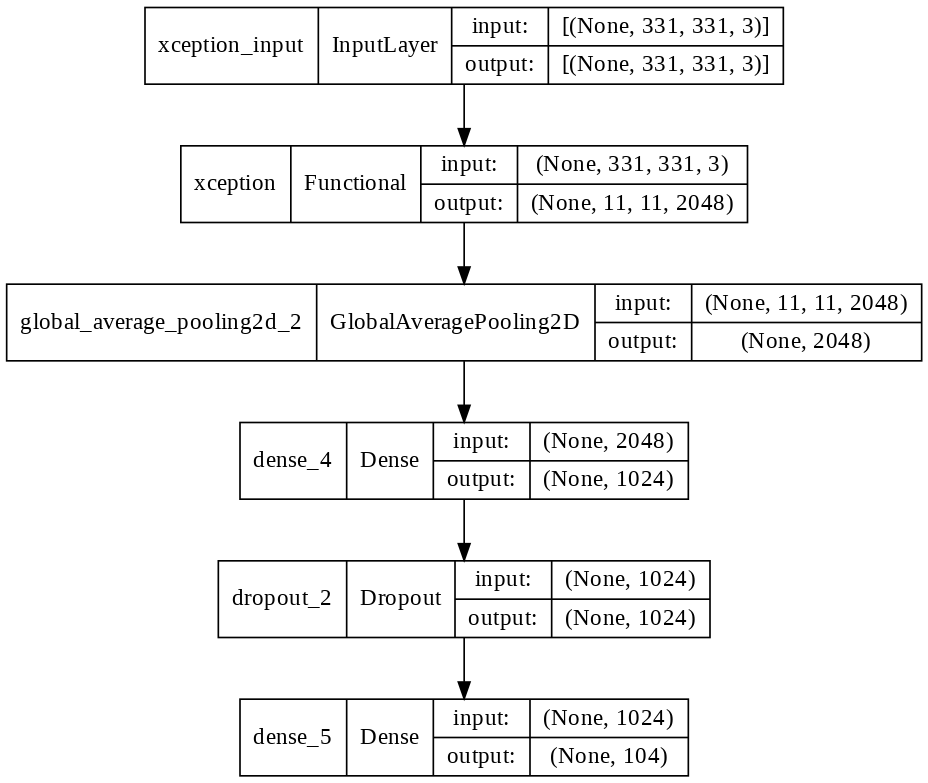 xception_input InputLayer input: [(None, 331, 331, 3)]
output: [(None, 331, 331, 3)]
xception Functional input: (None, 331, 331, 3)
output: (None, 11, 11, 2048)
global_average_pooling2d_2 GlobalAveragePooling2D input: (None, 11, 11, 2048)
output: (None, 2048)
dense_4 Dense input: (None, 2048)
output: (None, 1024)
dropout_2 Dropout input: (None, 1024)
output: (None, 1024)
dense_5 Dense input: (None, 1024)
output: (None, 104)